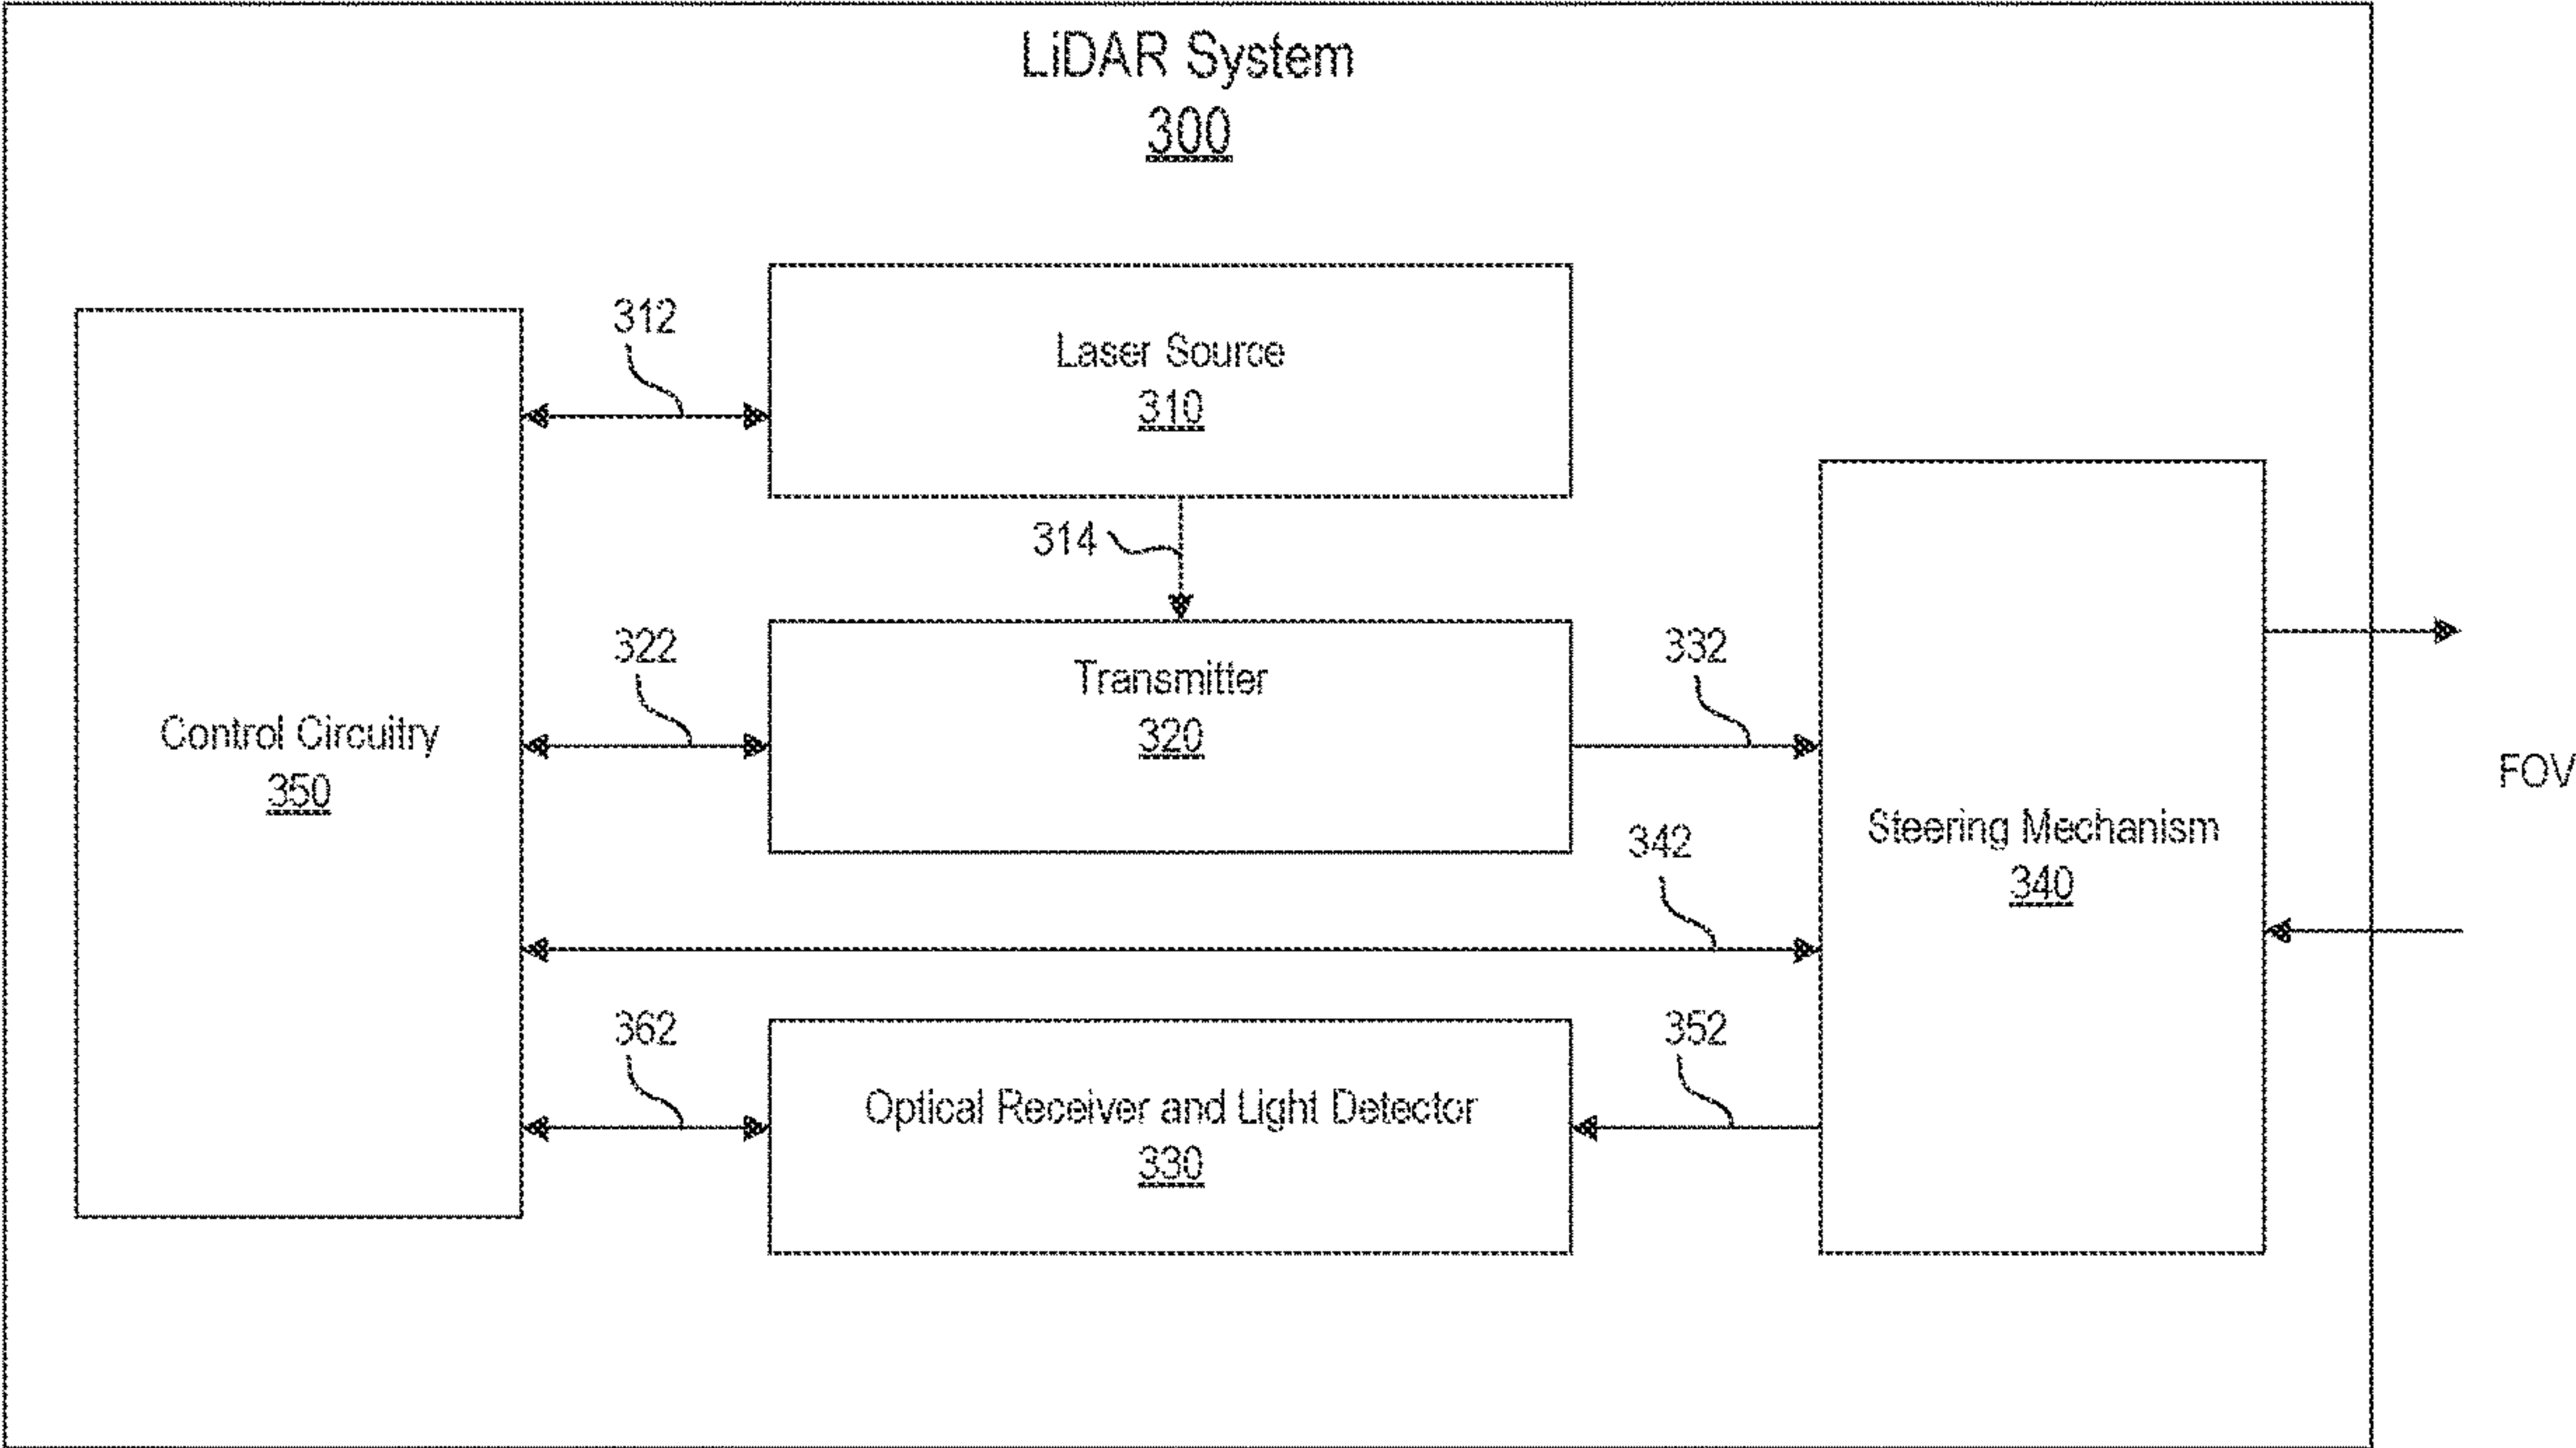 LiDAR System
300
312
Laser Source
310
314
322
Transmitter
320
332
Control Circuitry
350
FOV
342
Steering Mechanism
340
362
352
Optical Receiver and Light Detector
330